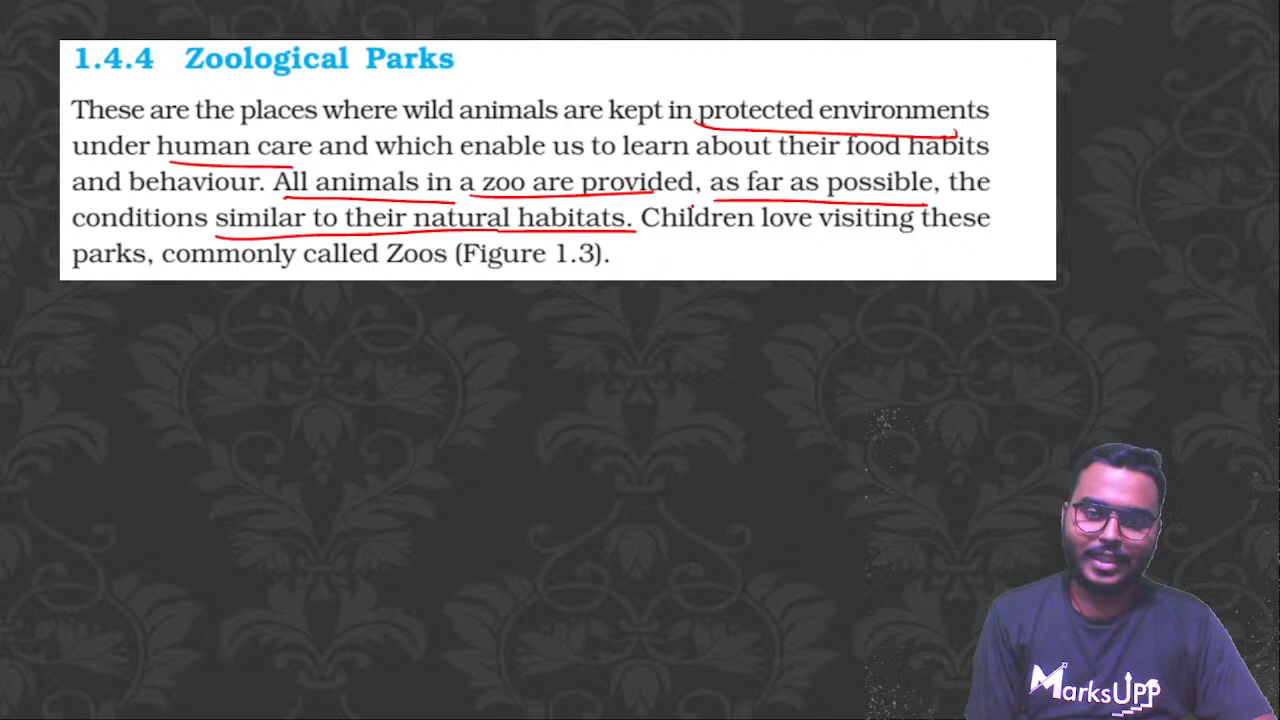 1.4.4 Zoological Parks
These are the places where wild animals are kept in protected environments
under human care and which enable us to learn about their food habits
and behaviour. All animals in a zoo are provided, as far as possible, the
conditions similar to their natural habitats. Children love visiting these
parks, commonly called Zoos (Figure 1.3).
MarksUPP